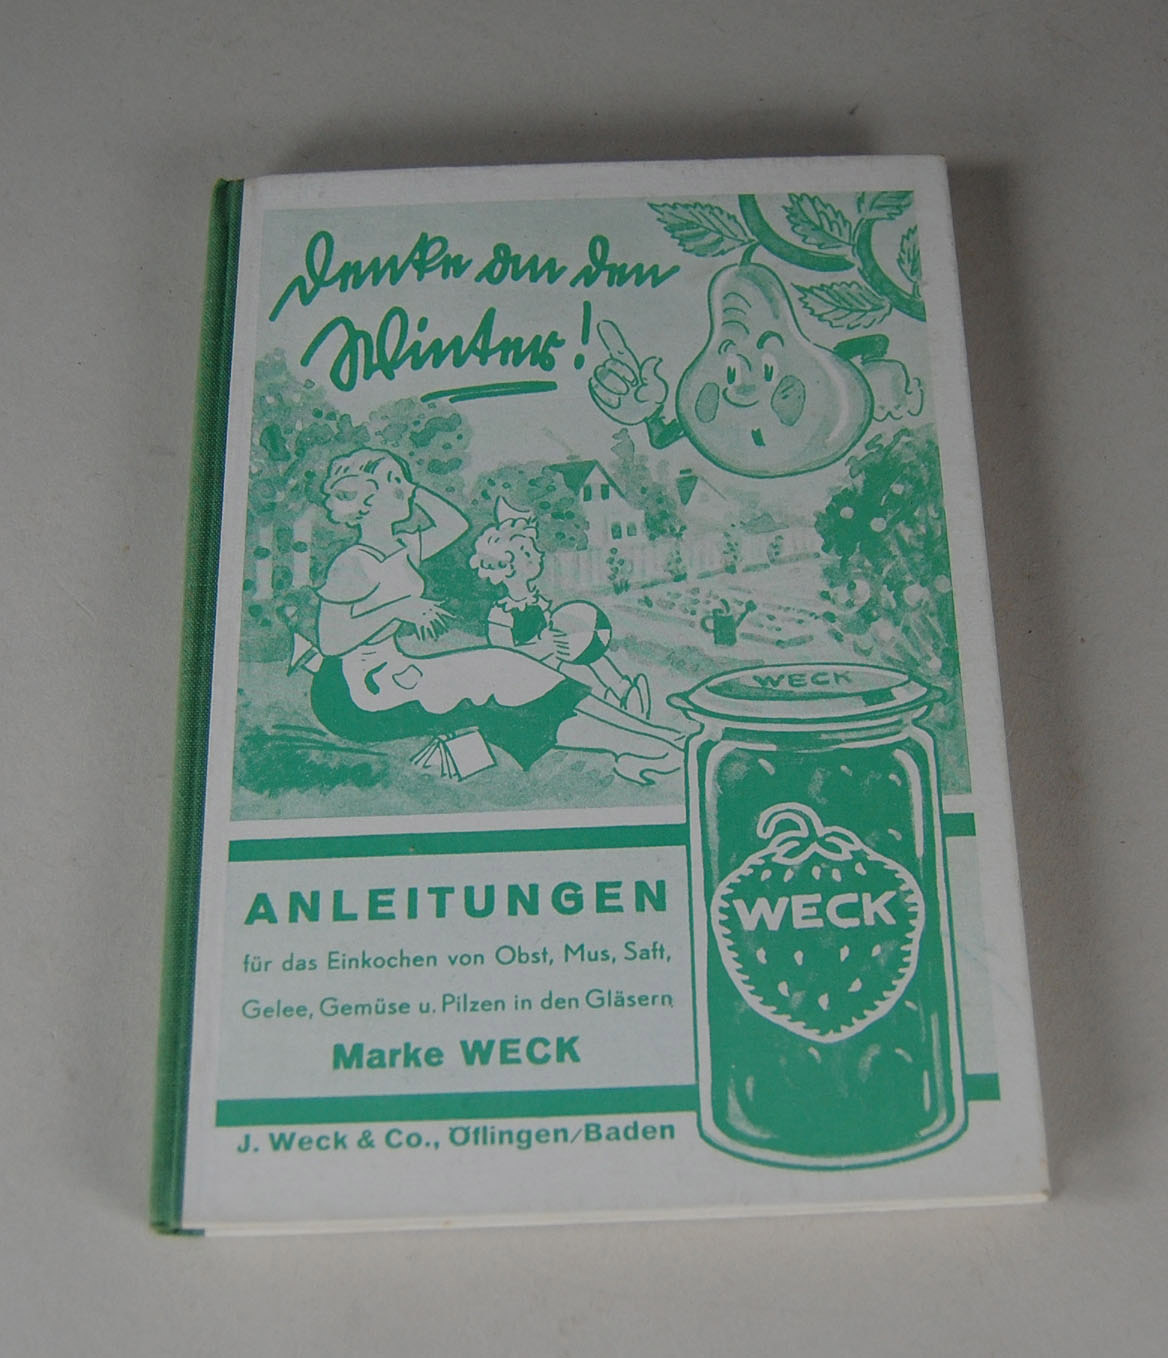 Denke an den
Winter!
WECK
WECK
ANLEITUNGEN
für das Einkochen von Obst, Mus, Saft,
Gelee, Gemüse u. Pilzen in den Gläsern
Marke WECK
J. Weck & Co., Öflingen/Baden